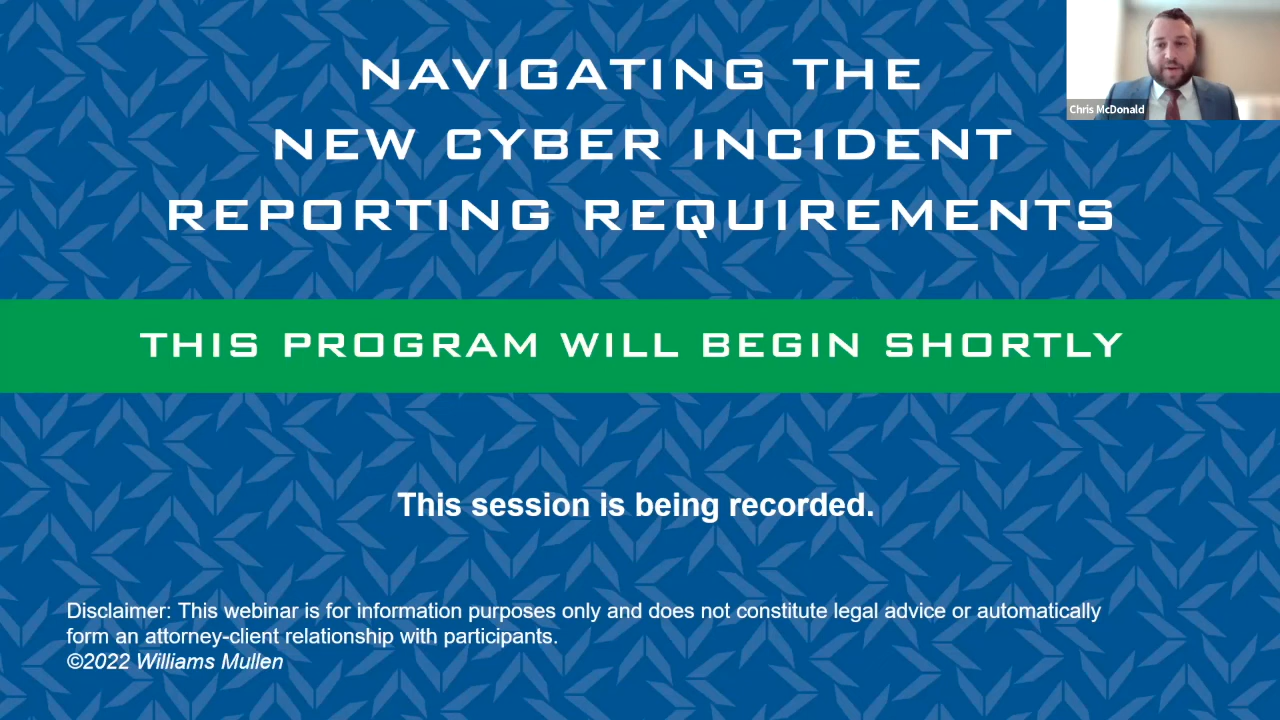 NAVIGATING THE
NEW CYBER INCIDENT
REPORTING REQUIREMENTS
Chris McDonald
THIS PROGRAM WILL BEGIN SHORTLY
This session is being recorded.
Disclaimer: This webinar is for information purposes only and does not constitute legal advice or automatically
form an attorney-client relationship with participants.
©2022 Williams Mullen